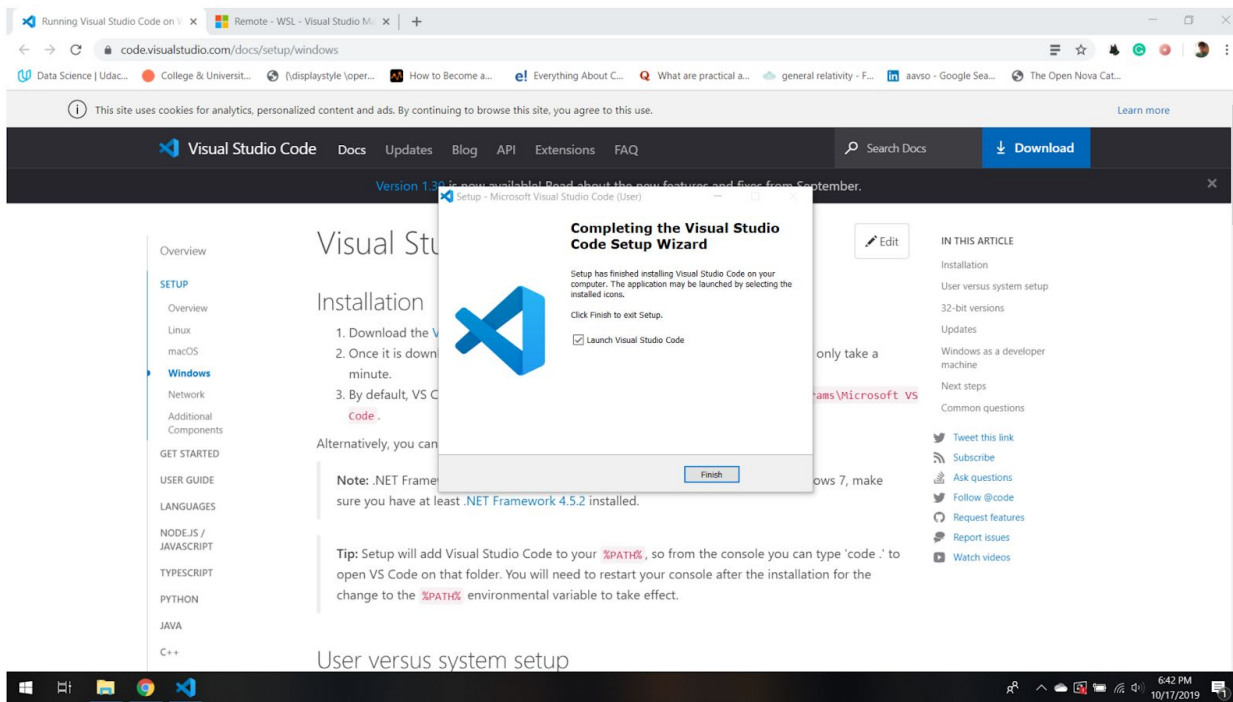 Running Visual Studio Code on W
Remote - WSL - Visual Studio Ma
code.visualstudio.com/docs/setup/windows
Data Science | Udac...
College & Universit...
{\displaystyle \oper...
How to Become a...
Everything About C...
What are practical a...
general relativity - F...
aavso - Google Sea...
The Open Nova Cat...
This site uses cookies for analytics, personalized content and ads. By continuing to browse this site, you agree to this use.
Learn more
Visual Studio Code
Docs
Updates
Blog
API
Extensions
FAQ
Search Docs
Download
Version 1.39 is now available! Read about the new features and fixes from September.
Setup - Microsoft Visual Studio Code (User)
Completing the Visual Studio
Code Setup Wizard
Setup has finished installing Visual Studio Code on your
computer. The application may be launched by selecting the
installed icons.
Click Finish to exit Setup.
Launch Visual Studio Code
Finish
Overview
SETUP
Overview
Linux
macOS
Windows
Network
Additional
Components
GET STARTED
USER GUIDE
LANGUAGES
NODE.JS /
JAVASCRIPT
TYPESCRIPT
PYTHON
JAVA
C++
Visual Stu
Edit
Installation
1. Download the V
2. Once it is down only take a
minute.
3. By default, VS C rams\Microsoft VS
Code.
Alternatively, you can
Note: .NET Frame ows 7, make
sure you have at least .NET Framework 4.5.2 installed.
Tip: Setup will add Visual Studio Code to your %PATH%, so from the console you can type 'code .' to
open VS Code on that folder. You will need to restart your console after the installation for the
change to the %PATH% environmental variable to take effect.
User versus system setup
IN THIS ARTICLE
Installation
User versus system setup
32-bit versions
Updates
Windows as a developer
machine
Next steps
Common questions
Tweet this link
Subscribe
Ask questions
Follow @code
Request features
Report issues
Watch videos
6:42 PM
10/17/2019